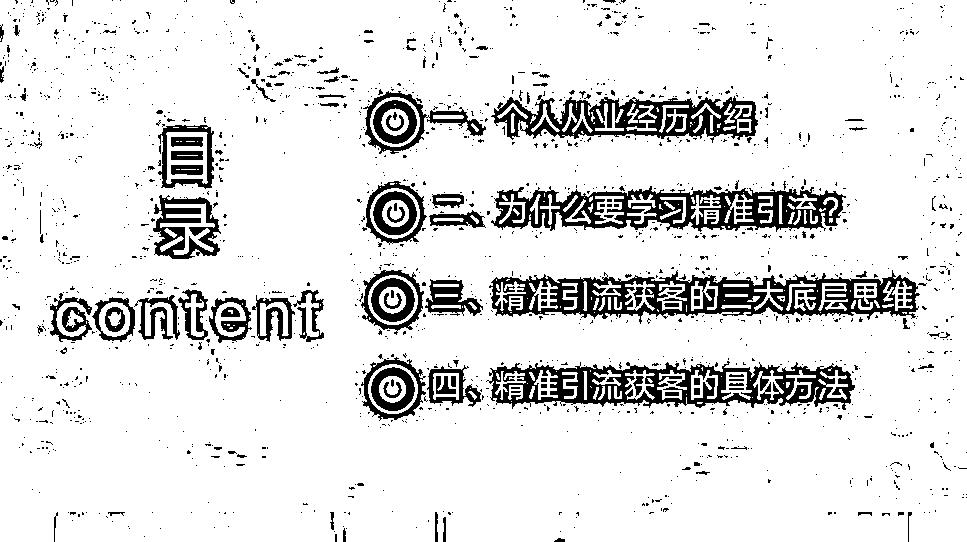 目
录
content
一、个人从业经历介绍
二、为什么要学习精准引流？
三、精准引流获客的三大底层思维
四、精准引流获客的具体方法